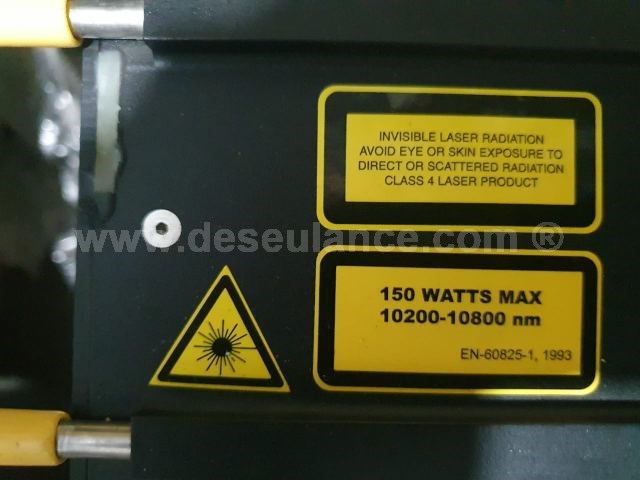 INVISIBLE LASER RADIATION
AVOID EYE OR SKIN EXPOSURE TO
DIRECT OR SCATTERED RADIATION
CLASS 4 LASER PRODUCT
www.deseulance.com ®
150 WATTS MAX
10200-10800 nm
EN-60825-1, 1993